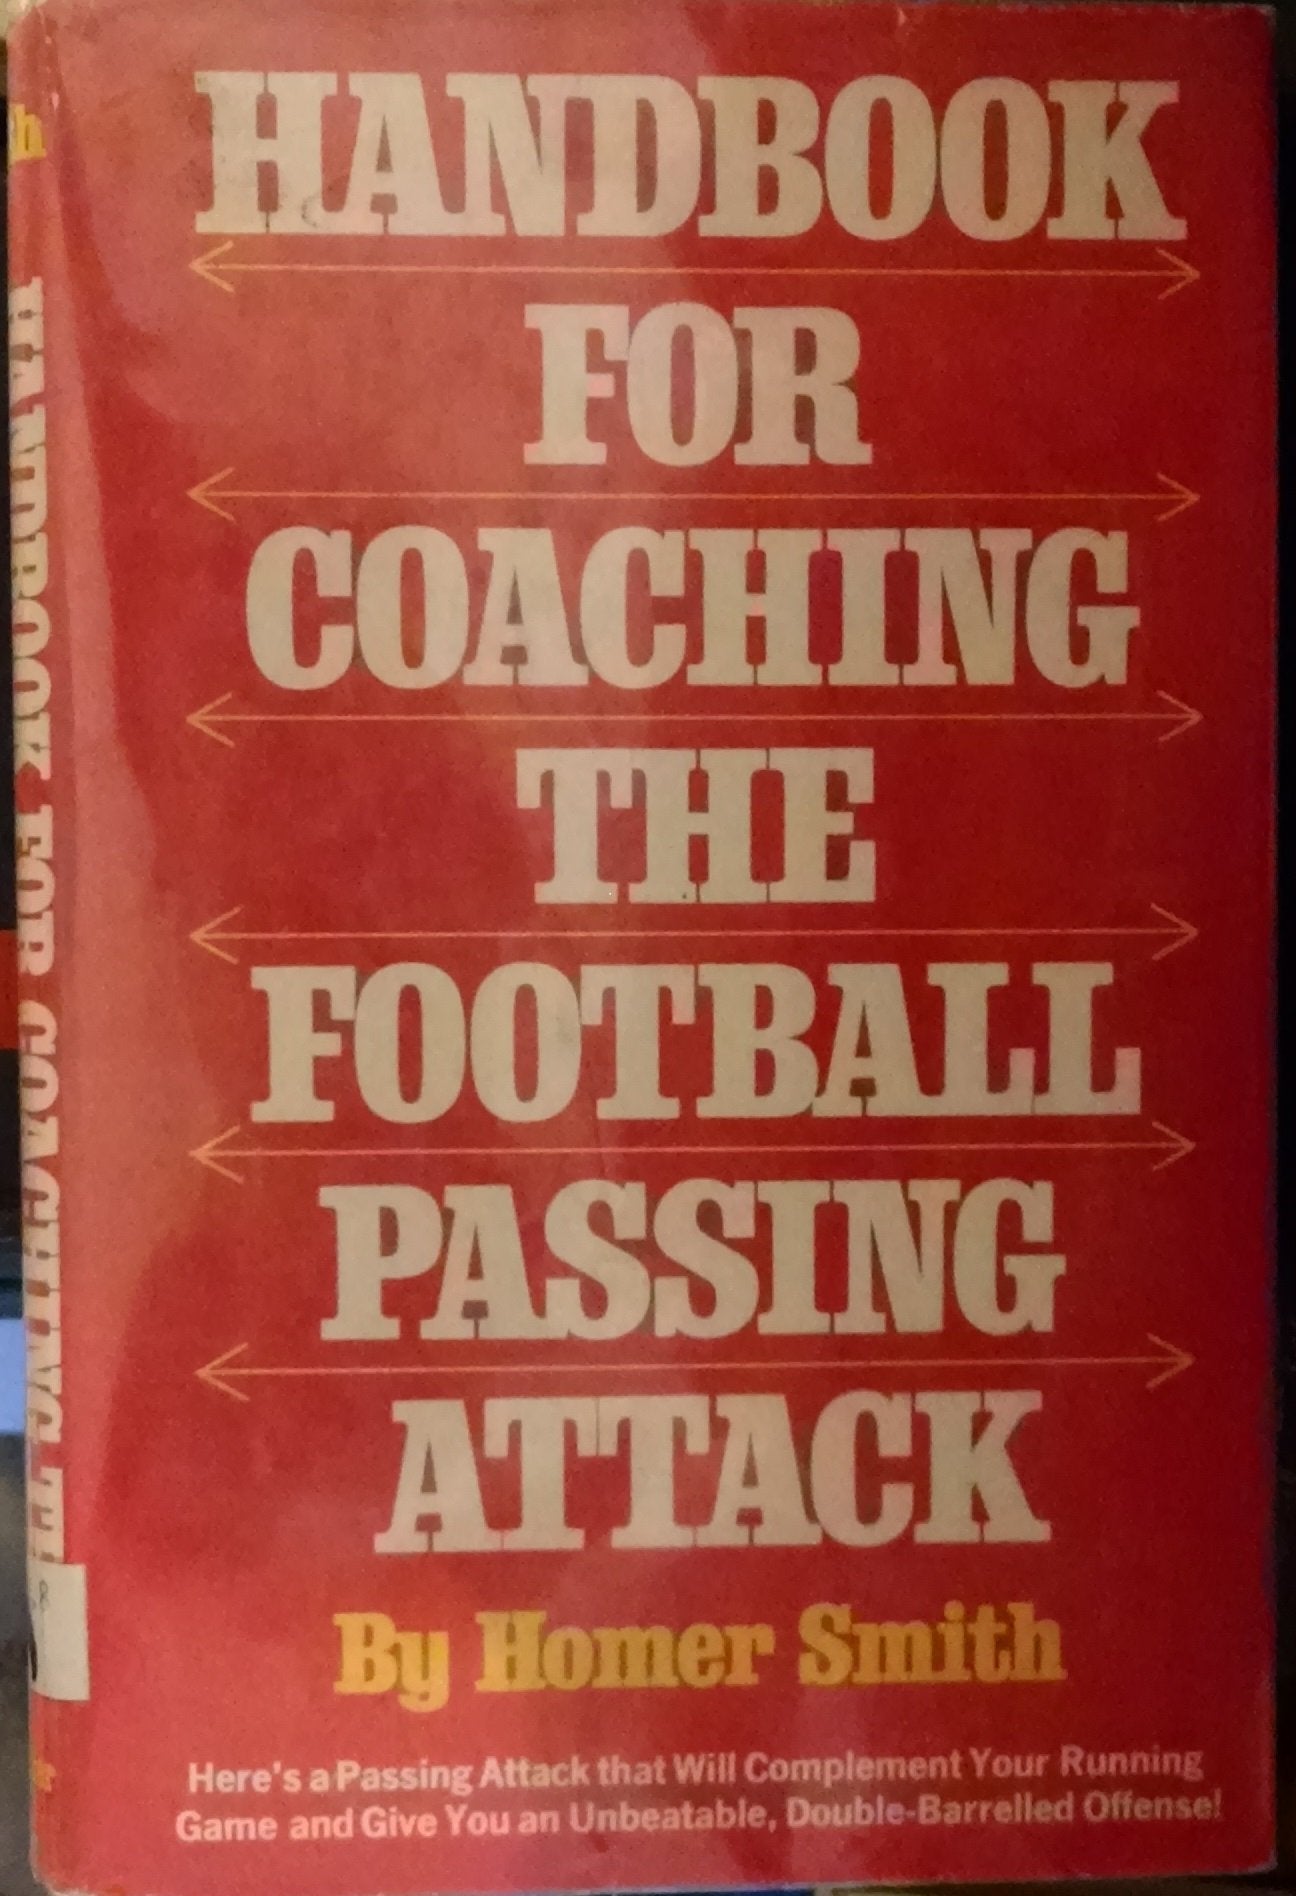 HANDBOOK
FOR
COACHING
THE
FOOTBALL
PASSING
ATTACK
By Homer Smith
Here's a Passing Attack that Will Complement Your Running
Game and Give You an Unbeatable, Double-Barrelled Offense!
HANDBOOK FOR COACHING THE